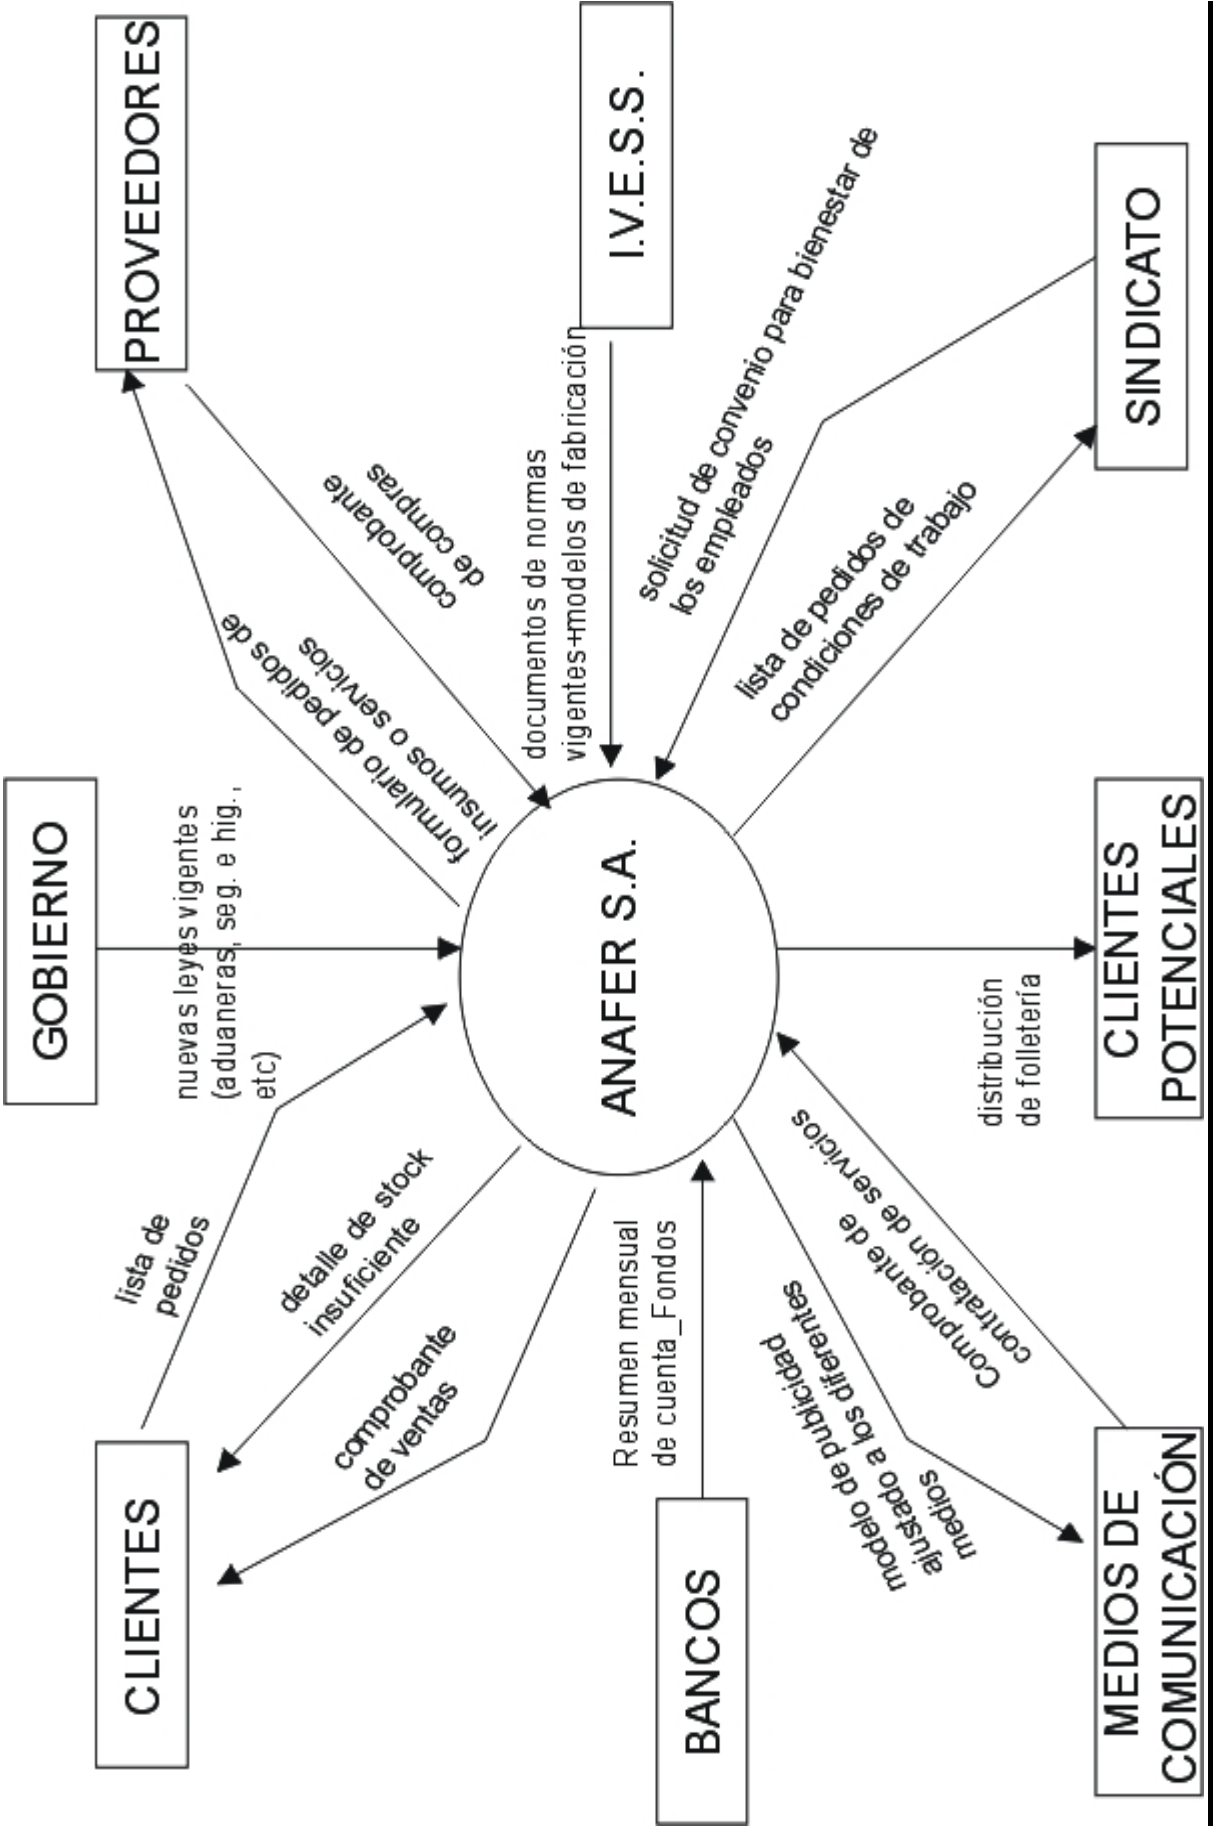 CLIENTES
GOBIERNO
PROVEEDORES
lista de
pedidos
nuevas leyes vigentes
(aduaneras, seg. e hig.,
etc)
formulario de pedidos de
insumos o servicios
comprobante
de compras
detalle de stock
insuficiente
comprobante
de ventas
BANCOS
Resumen mensual
de cuenta_Fondos
ANAFER S.A.
documentos de normas
vigentes+modelos de fabricación
I.V.E.S.S.
solicitud de convenio para bienestar de
los empleados
lista de pedidos de
condiciones de trabajo
modelo de publicidad
ajustado a los diferentes
medios
Comprobante de
contratación de servicios
distribución
de folletería
MEDIOS DE
COMUNICACIÓN
CLIENTES
POTENCIALES
SINDICATO